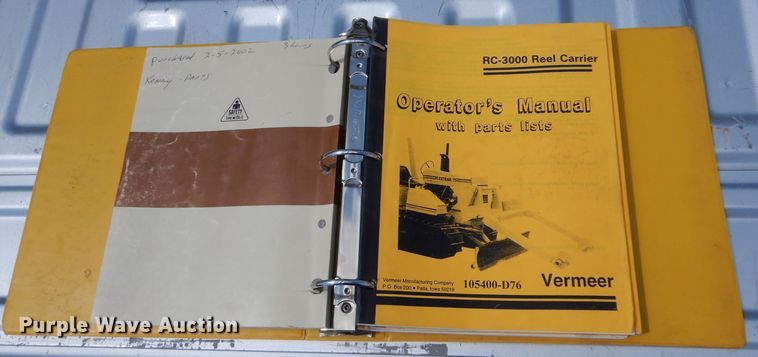 Purchased 2-5-2002
Kenny - PARTS
SAFETY
RC-3000 Reel Carrier
Operator's Manual
with parts lists
Vermeer Manufacturing Company
P.O. Box 200 • Pella, Iowa 50219
105400-D76
Vermeer
Purple Wave Auction